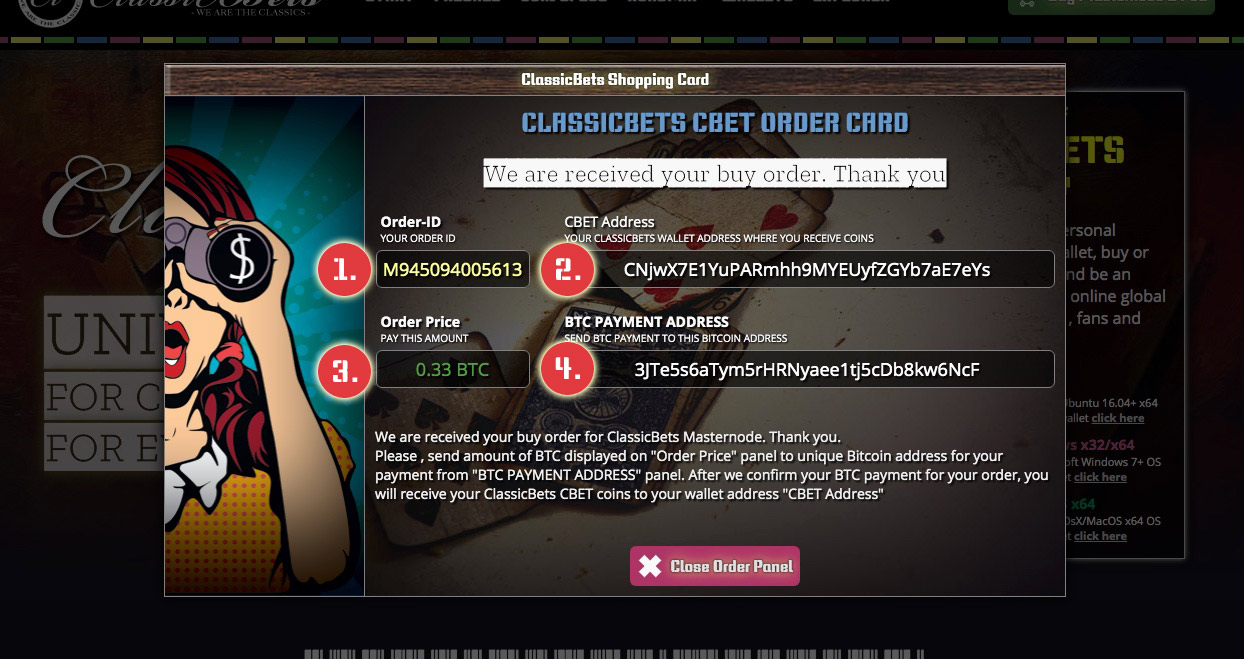 - WE ARE THE CLASSICS -
ClassicBets Shopping Card
CLASSICBETS CBET ORDER CARD
We are received your buy order. Thank you
Order-ID
YOUR ORDER ID
CBET Address
YOUR CLASSICBETS WALLET ADDRESS WHERE YOU RECEIVE COINS
1.
M945094005613
2.
CNjwX7E1YuPARmhh9MYEUyfZGYb7aE7eYs
Order Price
PAY THIS AMOUNT
BTC PAYMENT ADDRESS
SEND BTC PAYMENT TO THIS BITCOIN ADDRESS
3.
0.33 BTC
4.
3JTe5s6aTym5rHRNyaee1tj5cDb8kw6NcF
We are received your buy order for ClassicBets Masternode. Thank you.
Please , send amount of BTC displayed on "Order Price" panel to unique Bitcoin address for your
payment from "BTC PAYMENT ADDRESS" panel. After we confirm your BTC payment for your order, you
will receive your ClassicBets CBET coins to your wallet address "CBET Address"
Close Order Panel
$
UNI
FOR C
FOR E
ETS
ersonal
allet, buy or
nd be an
online global
, fans and
buntu 16.04+ x64
allet click here
s x32/x64
oft Windows 7+ OS
t click here
x64
OsX/MacOS x64 OS
t click here